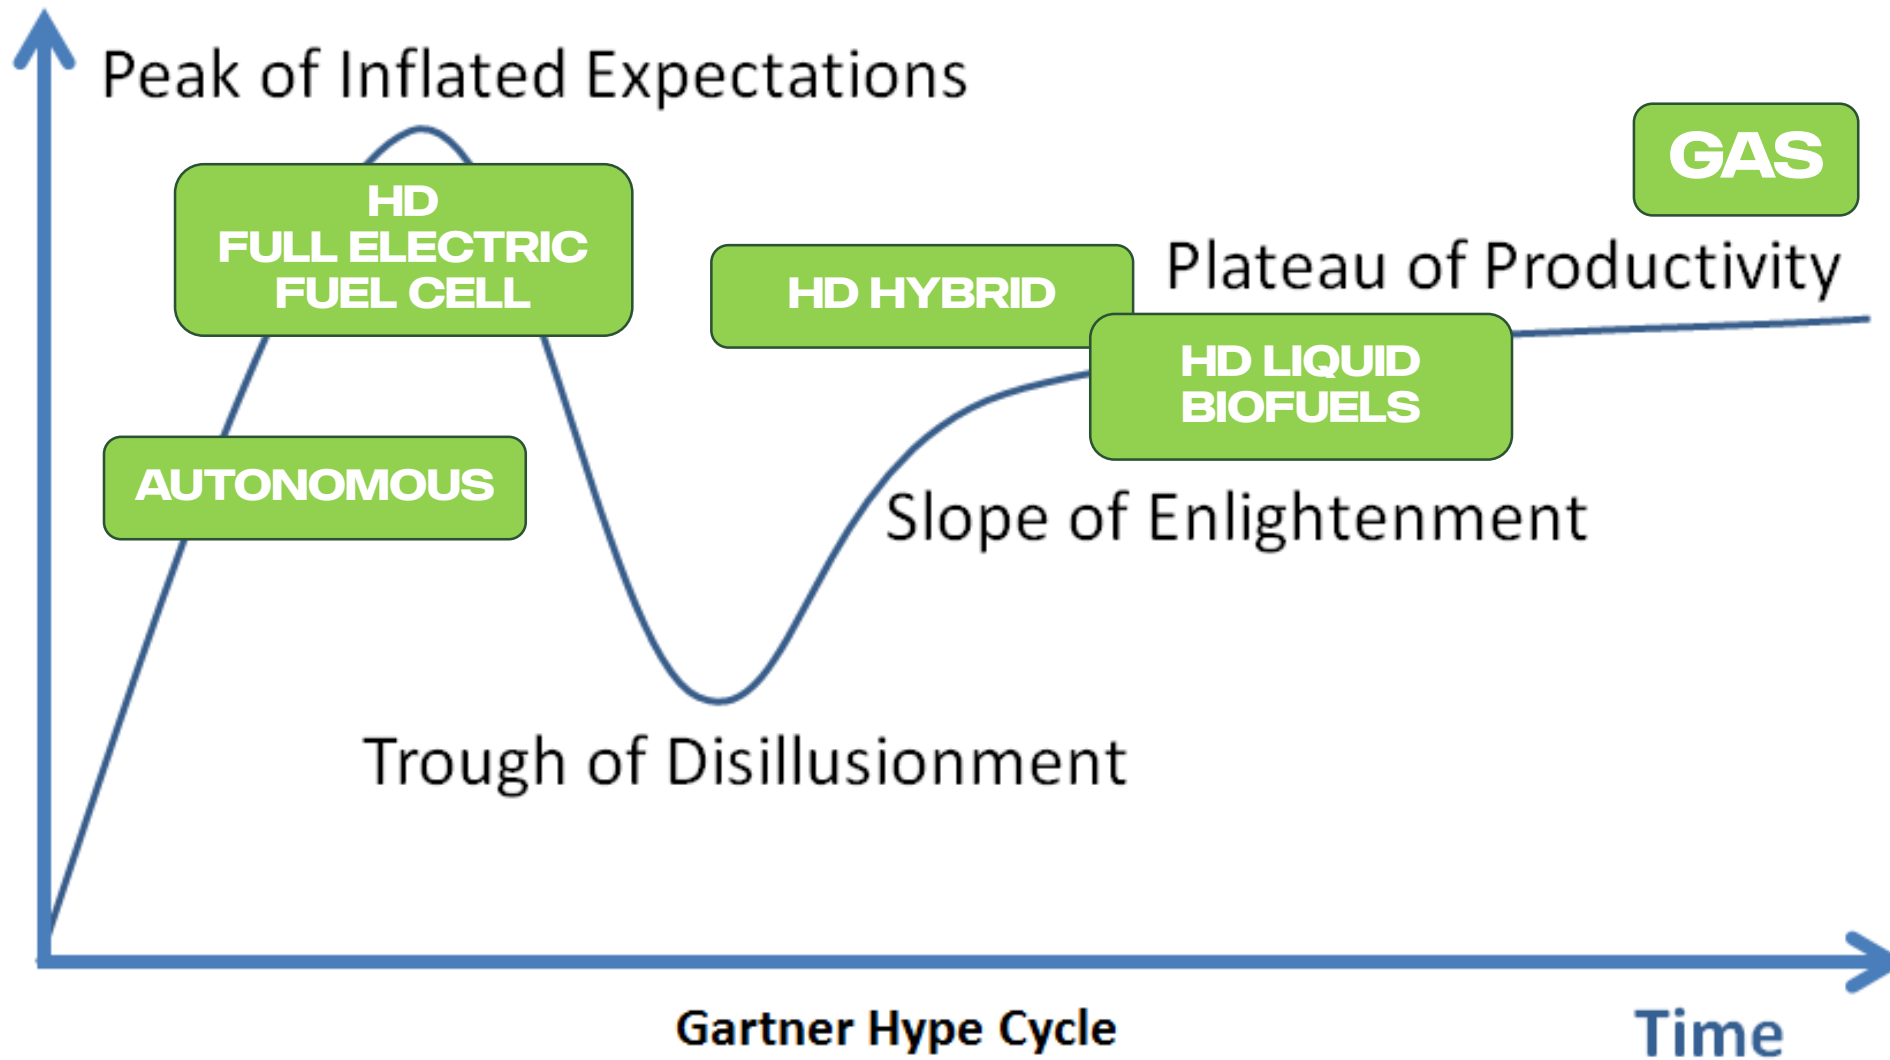 Peak of Inflated Expectations
GAS
HD
FULL ELECTRIC
FUEL CELL
HD HYBRID
Plateau of Productivity
HD LIQUID
BIOFUELS
AUTONOMOUS
Slope of Enlightenment
Trough of Disillusionment
Gartner Hype Cycle
Time